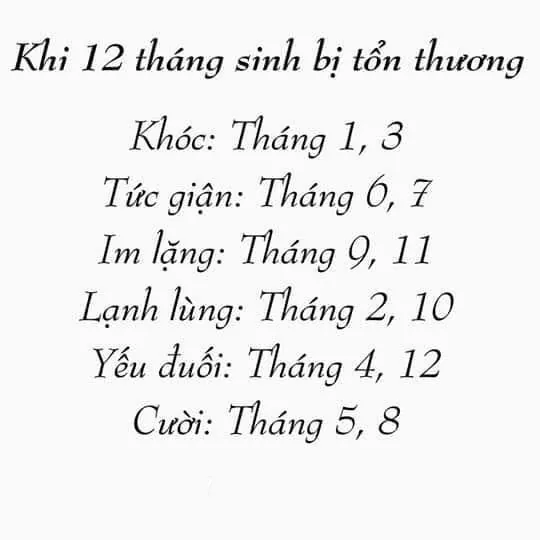 Khi 12 tháng sinh bị tổn thương
Khóc: Tháng 1, 3
Tức giận: Tháng 6, 7
Im lặng: Tháng 9, 11
Lạnh lùng: Tháng 2, 10
Yếu đuối: Tháng 4, 12
Cười: Tháng 5, 8